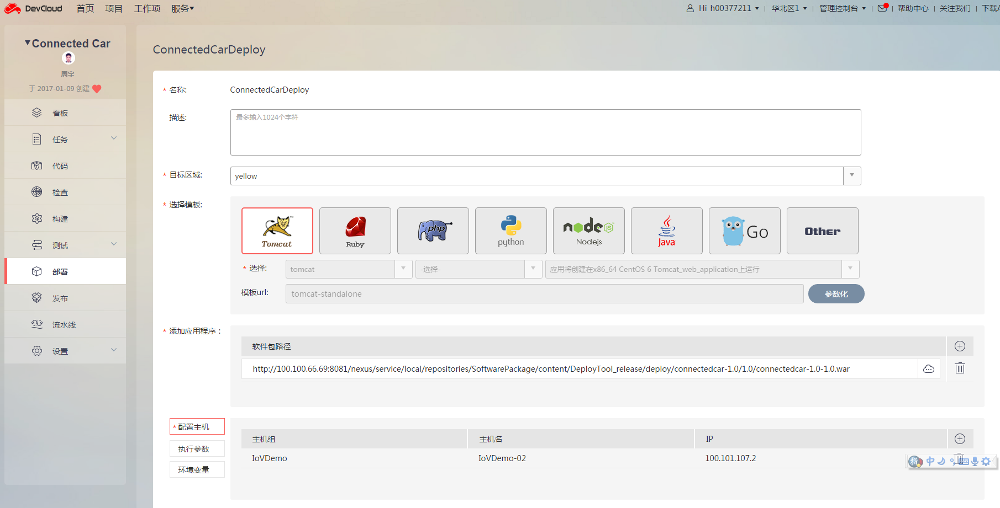 DevCloud 首页 项目 工作项 服务 Hi h00377211 华北区1 管理控制台 帮助中心 关注我们 下载
Connected Car
周宇
于 2017-01-09 创建
看板
任务
代码
检查
构建
测试
部署
发布
流水线
设置
ConnectedCarDeploy
* 名称: ConnectedCarDeploy
描述: 最多输入1024个字符
* 目标区域: yellow
* 选择模板:
Tomcat Ruby php python node JS Nodejs Java Go Other
TM
* 选择: tomcat -选择- 应用将创建在x86_64 CentOS 6 Tomcat_web_application上运行
模板url: tomcat-standalone 参数化
* 添加应用程序：
软件包路径
http://100.100.66.69:8081/nexus/service/local/repositories/SoftwarePackage/content/DeployTool_release/deploy/connectedcar-1.0/1.0/connectedcar-1.0-1.0.war
* 配置主机
执行参数
环境变量
主机组 主机名 IP
IoVDemo IoVDemo-02 100.101.107.2
中